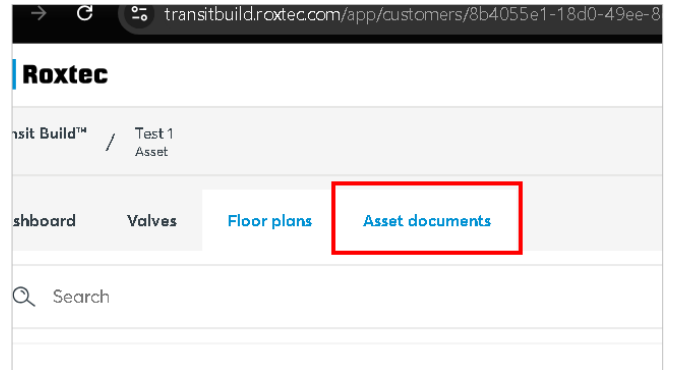 transitbuild.roxtec.com/app/customers/8b4055e1-18d0-49ee-8
Roxtec
nsit Build™ / Test 1
Asset
shboard Valves Floor plans Asset documents
Search